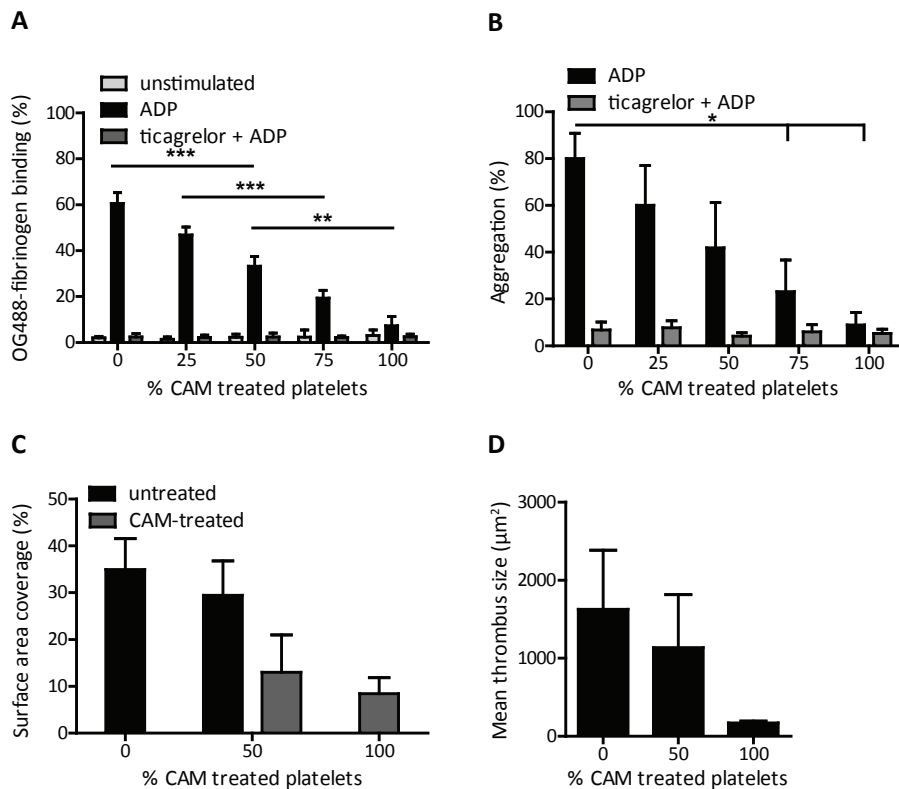 A
unstimulated
ADP
ticagrelor + ADP
OG488-fibrinogen binding (%)
100
80
60
40
20
0
***
***
**
0 25 50 75 100
% CAM treated platelets
B
ADP
ticagrelor + ADP
Aggregation (%)
100
80
60
40
20
0
*
0 25 50 75 100
% CAM treated platelets
C
untreated
CAM-treated
Surface area coverage (%)
50
40
30
20
10
0
0 50 100
% CAM treated platelets
D
Mean thrombus size (µm²)
3000
2000
1000
0
0 50 100
% CAM treated platelets